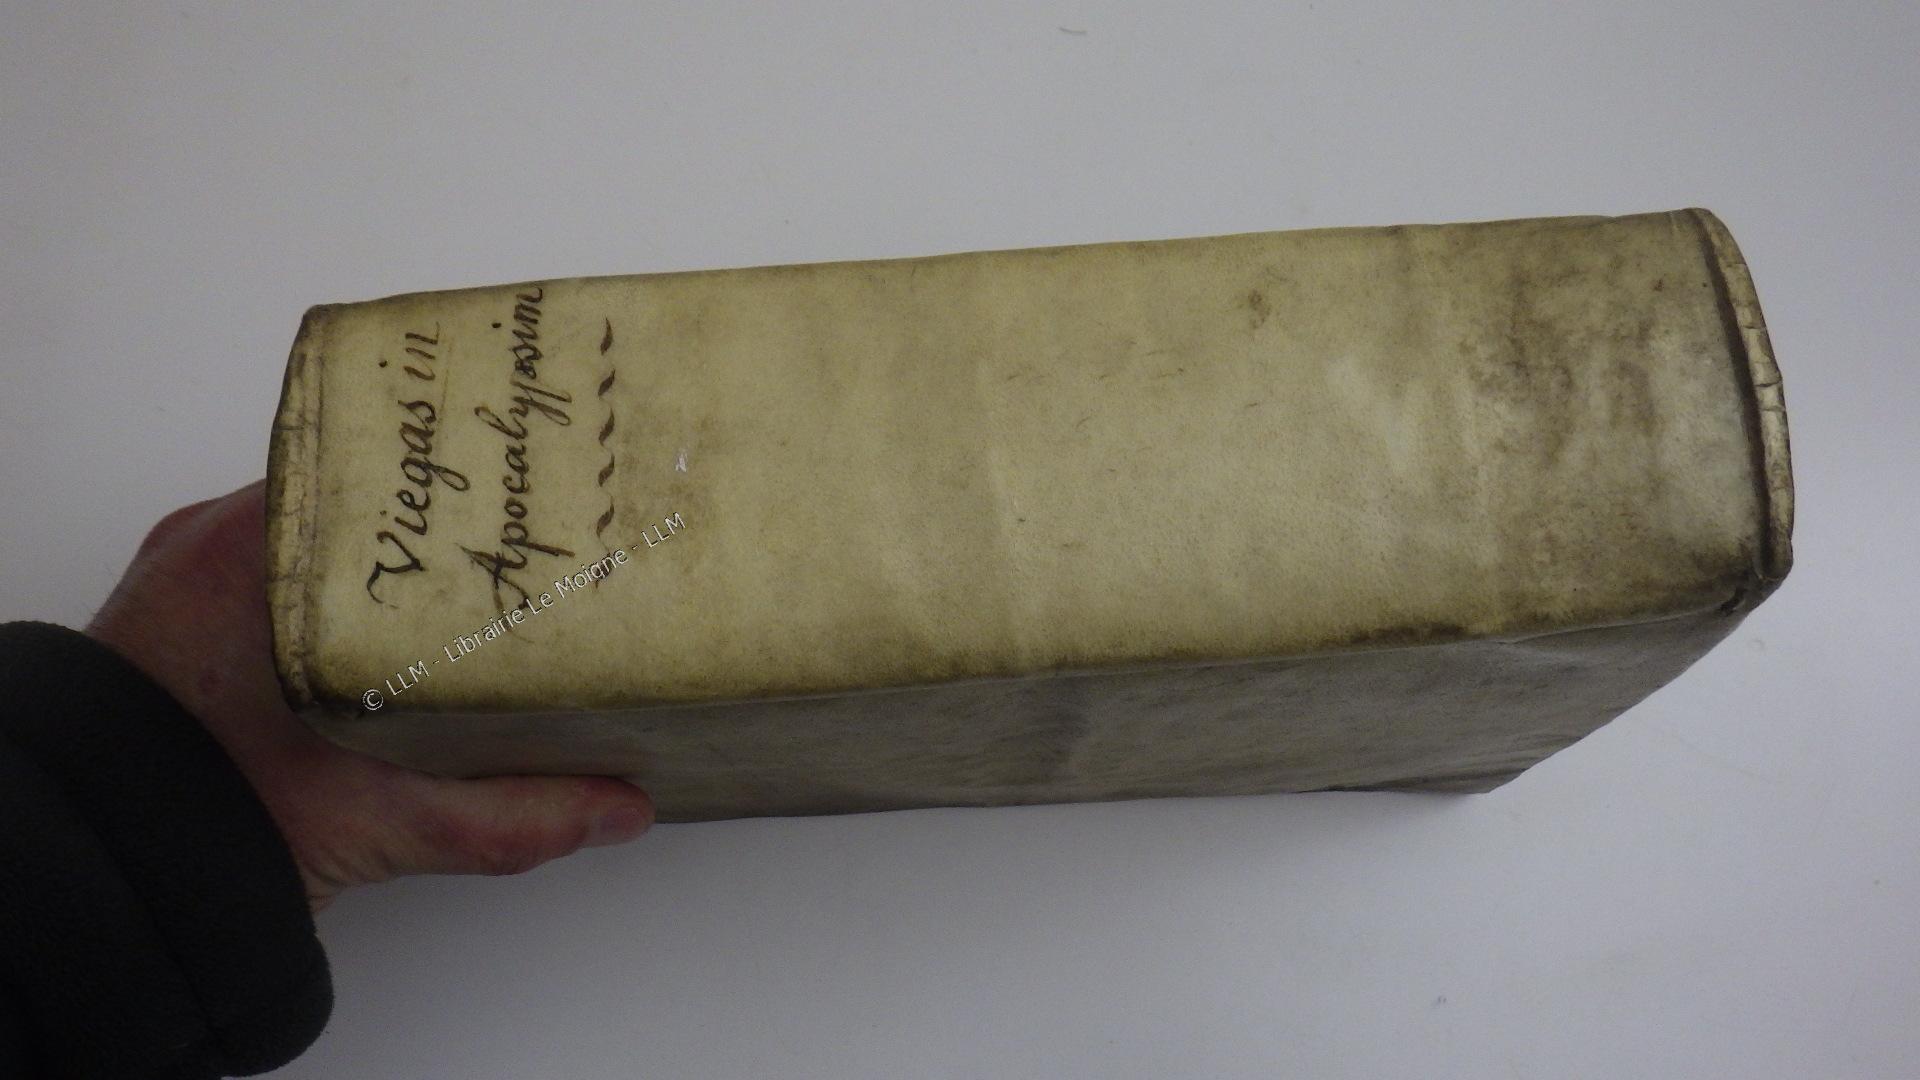 Viegas in
Apocalypsim
© LLM - Librairie Le Moigne - LLM